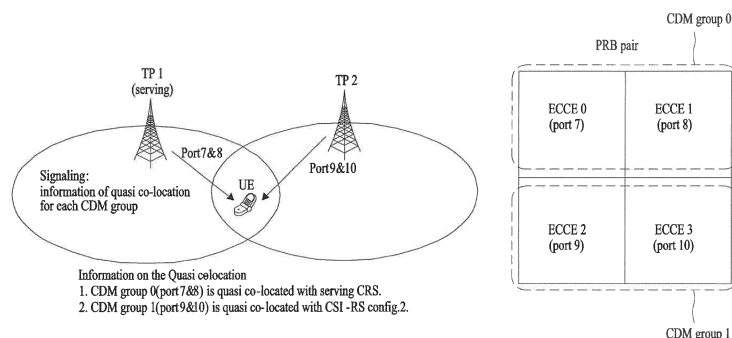 TP 1
(serving)
TP 2
Port7&8
Port9&10
UE
Signaling:
information of quasi co-location
for each CDM group
Information on the Quasi colocation
1. CDM group 0(port7&8) is quasi co-located with serving CRS.
2. CDM group 1(port9&10) is quasi co-located with CSI -RS config.2.
CDM group 0
PRB pair
ECCE 0
(port 7)
ECCE 1
(port 8)
ECCE 2
(port 9)
ECCE 3
(port 10)
CDM group 1